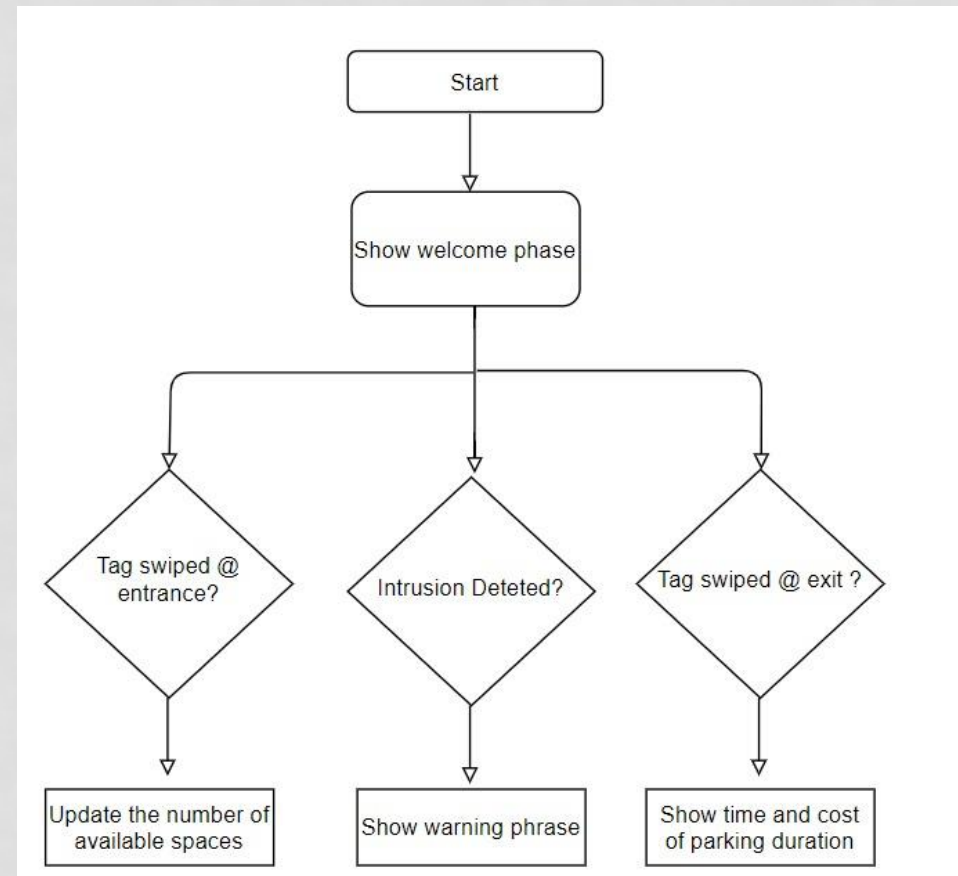 Start
Show welcome phase
Tag swiped @
entrance?
Intrusion Deteted?
Tag swiped @ exit ?
Update the number of
available spaces
Show warning phrase
Show time and cost
of parking duration